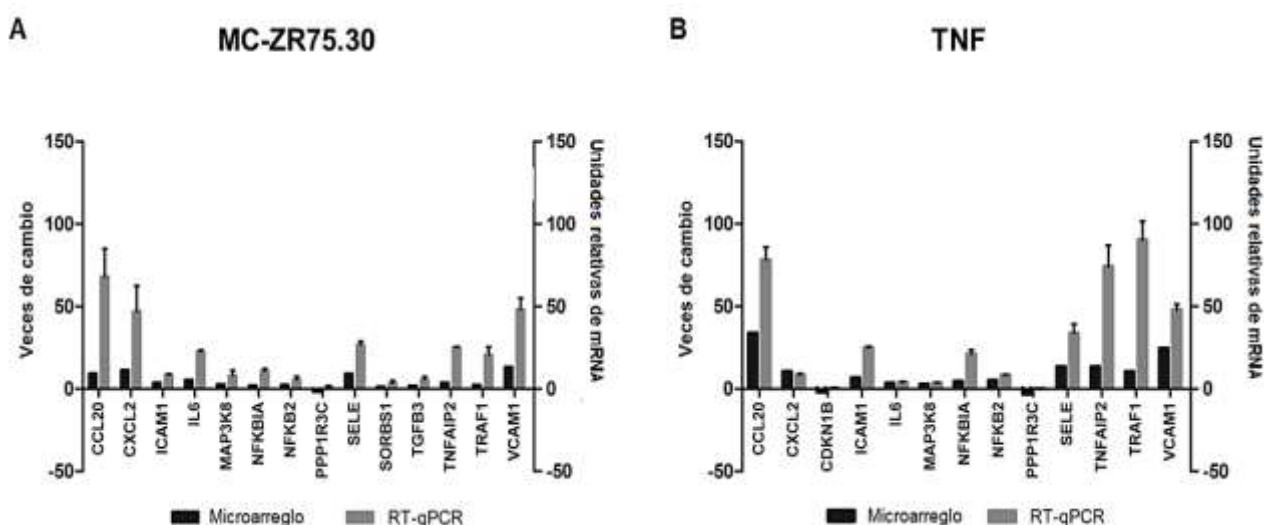 A
MC-ZR75.30
Veces de cambio
150
100
50
0
-50
150
100
50
0
-50
Unidades relativas de mRNA
CCL20
CXCL2
ICAM1
IL6
MAP3K8
NFKBIA
NFKB2
PPP1R3C
SELE
SORBS1
TGFB3
TNFAIP2
TRAF1
VCAM1
Microarreglo RT-qPCR
B
TNF
Veces de cambio
150
100
50
0
-50
150
100
50
0
-50
Unidades relativas de mRNA
CCL20
CXCL2
CDKN1B
ICAM1
IL6
MAP3K8
NFKBIA
NFKB2
PPP1R3C
SELE
TNFAIP2
TRAF1
VCAM1
Microarreglo RT-qPCR